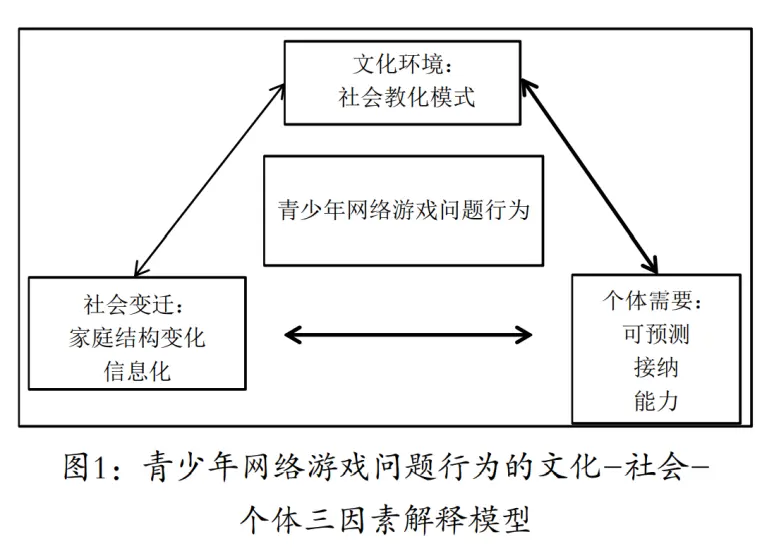 文化环境：
社会教化模式
青少年网络游戏问题行为
社会变迁：
家庭结构变化
信息化
个体需要：
可预测
接纳
能力
图1：青少年网络游戏问题行为的文化-社会-
个体三因素解释模型